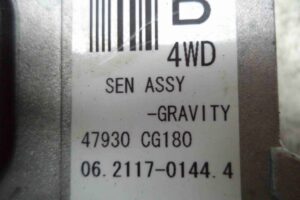 B
4WD
SEN ASSY
-GRAVITY
47930 CG180
06.2117-0144.4